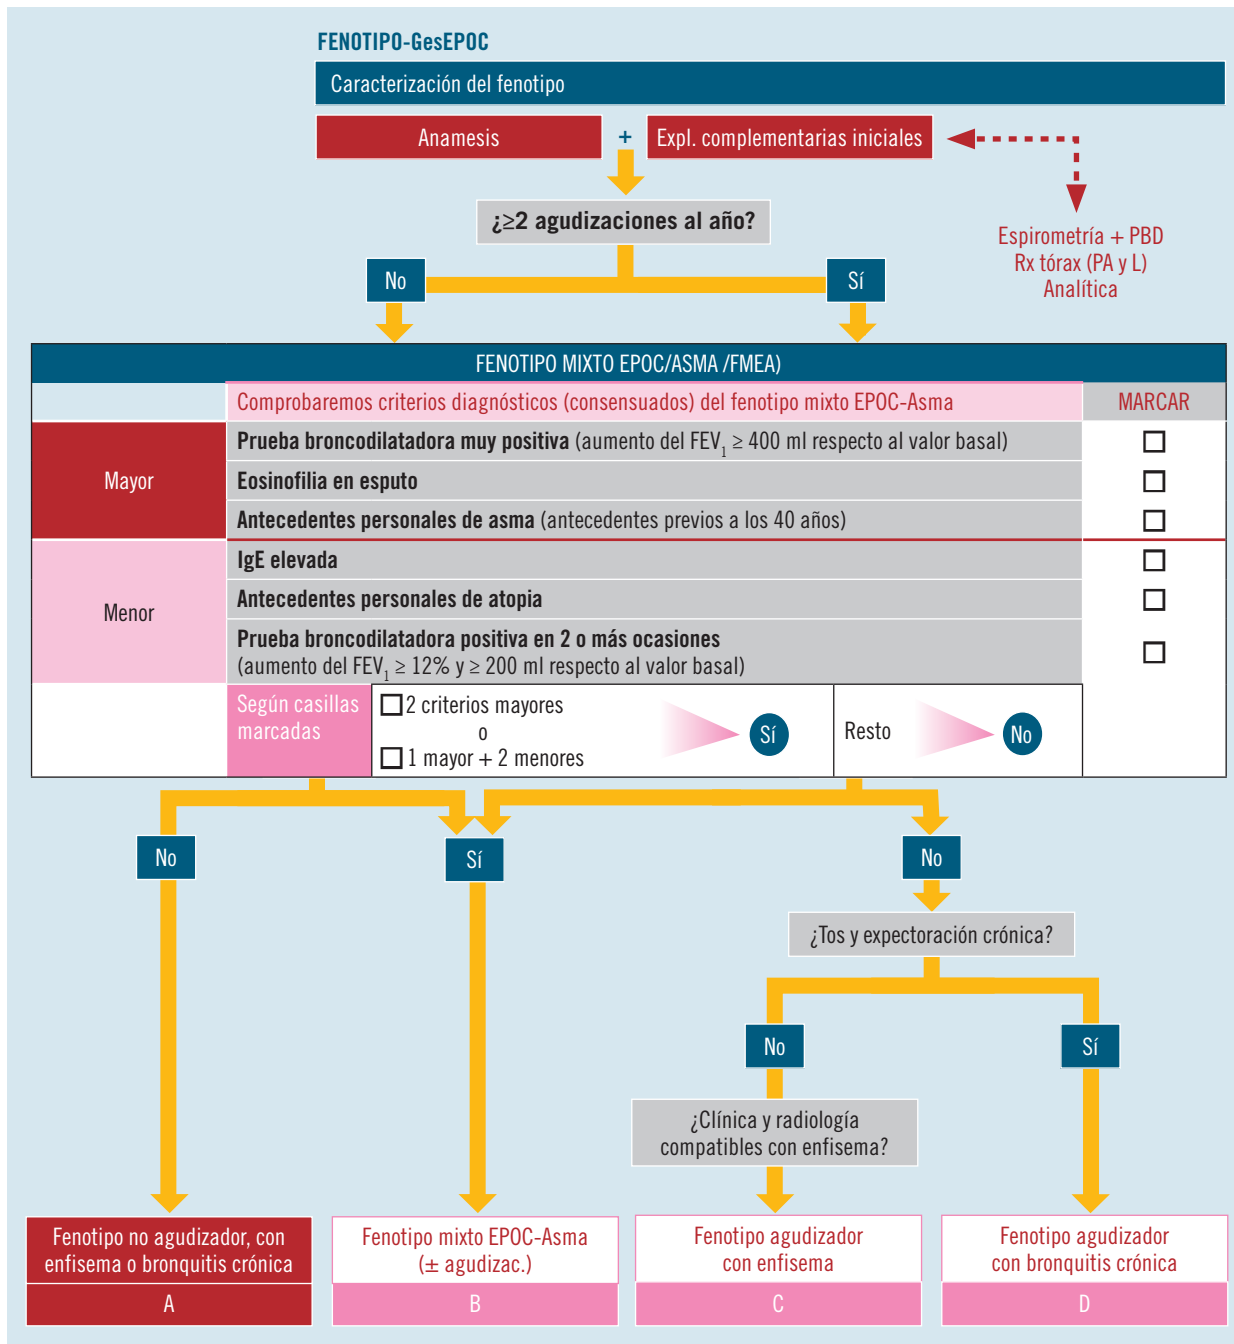 FENOTIPO-GesEPOC
Caracterización del fenotipo
Anamesis
+
Expl. complementarias iniciales
¿≥2 agudizaciones al año?
Espirometría + PBD
Rx tórax (PA y L)
Analítica
No
Sí
FENOTIPO MIXTO EPOC/ASMA /FMEA)
Comprobaremos criterios diagnósticos (consensuados) del fenotipo mixto EPOC-Asma
MARCAR
Mayor
Prueba broncodilatadora muy positiva (aumento del FEV₁ ≥ 400 ml respecto al valor basal)
Eosinofilia en esputo
Antecedentes personales de asma (antecedentes previos a los 40 años)
Menor
IgE elevada
Antecedentes personales de atopia
Prueba broncodilatadora positiva en 2 o más ocasiones
(aumento del FEV₁ ≥ 12% y ≥ 200 ml respecto al valor basal)
Según casillas
marcadas
2 criterios mayores
o
1 mayor + 2 menores
Sí
Resto
No
No
Sí
No
¿Tos y expectoración crónica?
No
Sí
¿Clínica y radiología
compatibles con enfisema?
Fenotipo no agudizador, con
enfisema o bronquitis crónica
A
Fenotipo mixto EPOC-Asma
(± agudizac.)
B
Fenotipo agudizador
con enfisema
C
Fenotipo agudizador
con bronquitis crónica
D